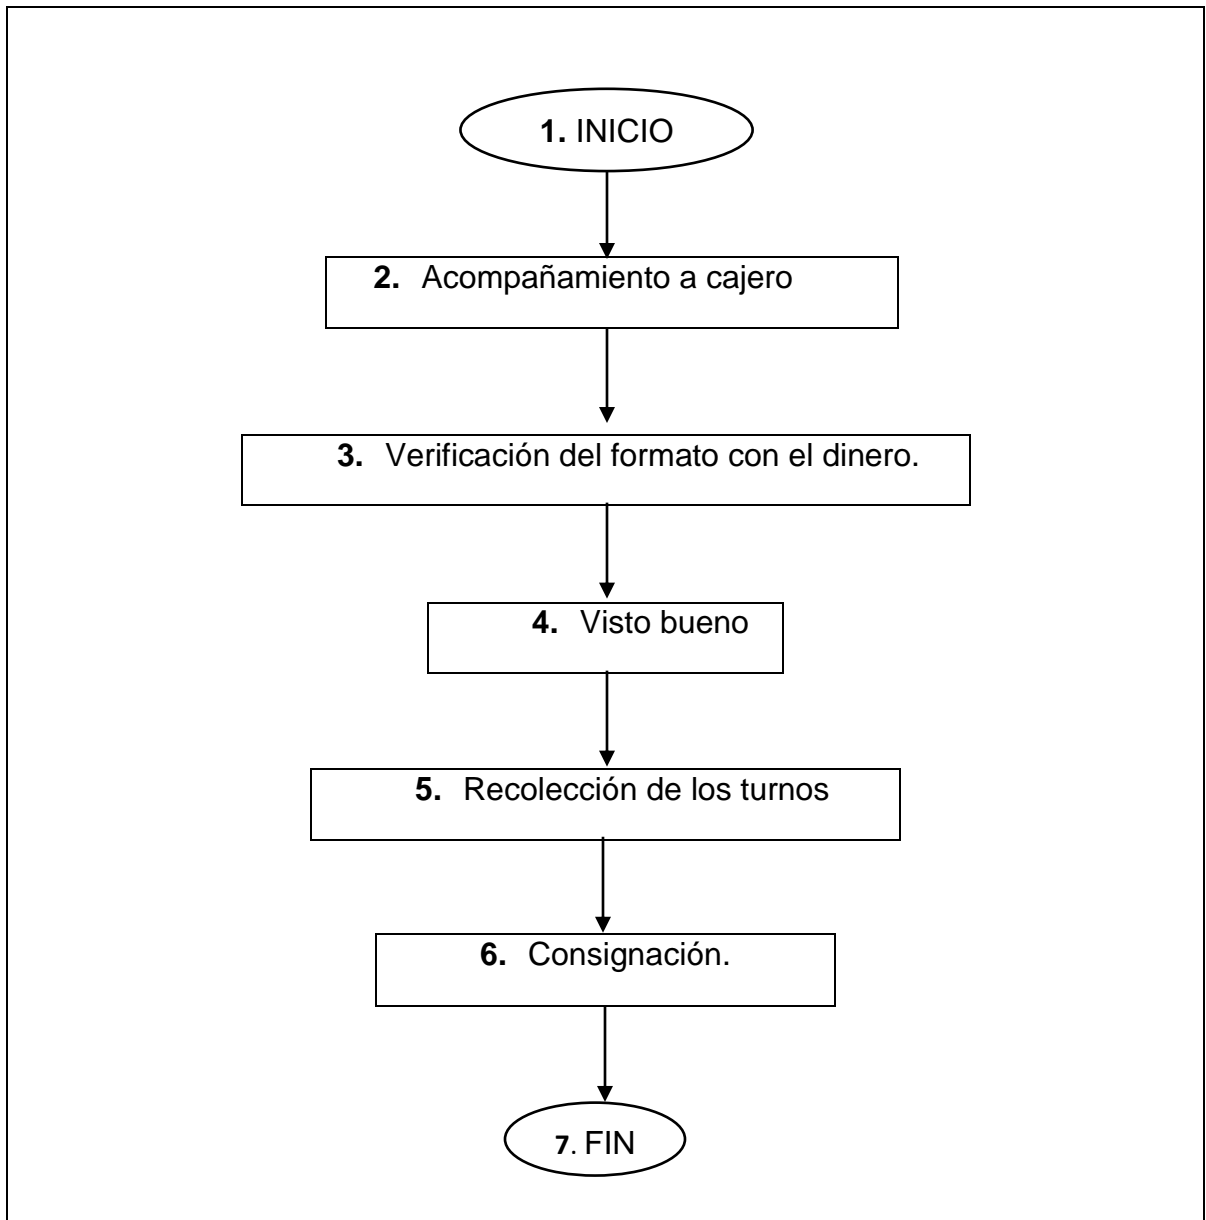 1. INICIO
2. Acompañamiento a cajero
3. Verificación del formato con el dinero.
4. Visto bueno
5. Recolección de los turnos
6. Consignación.
7. FIN